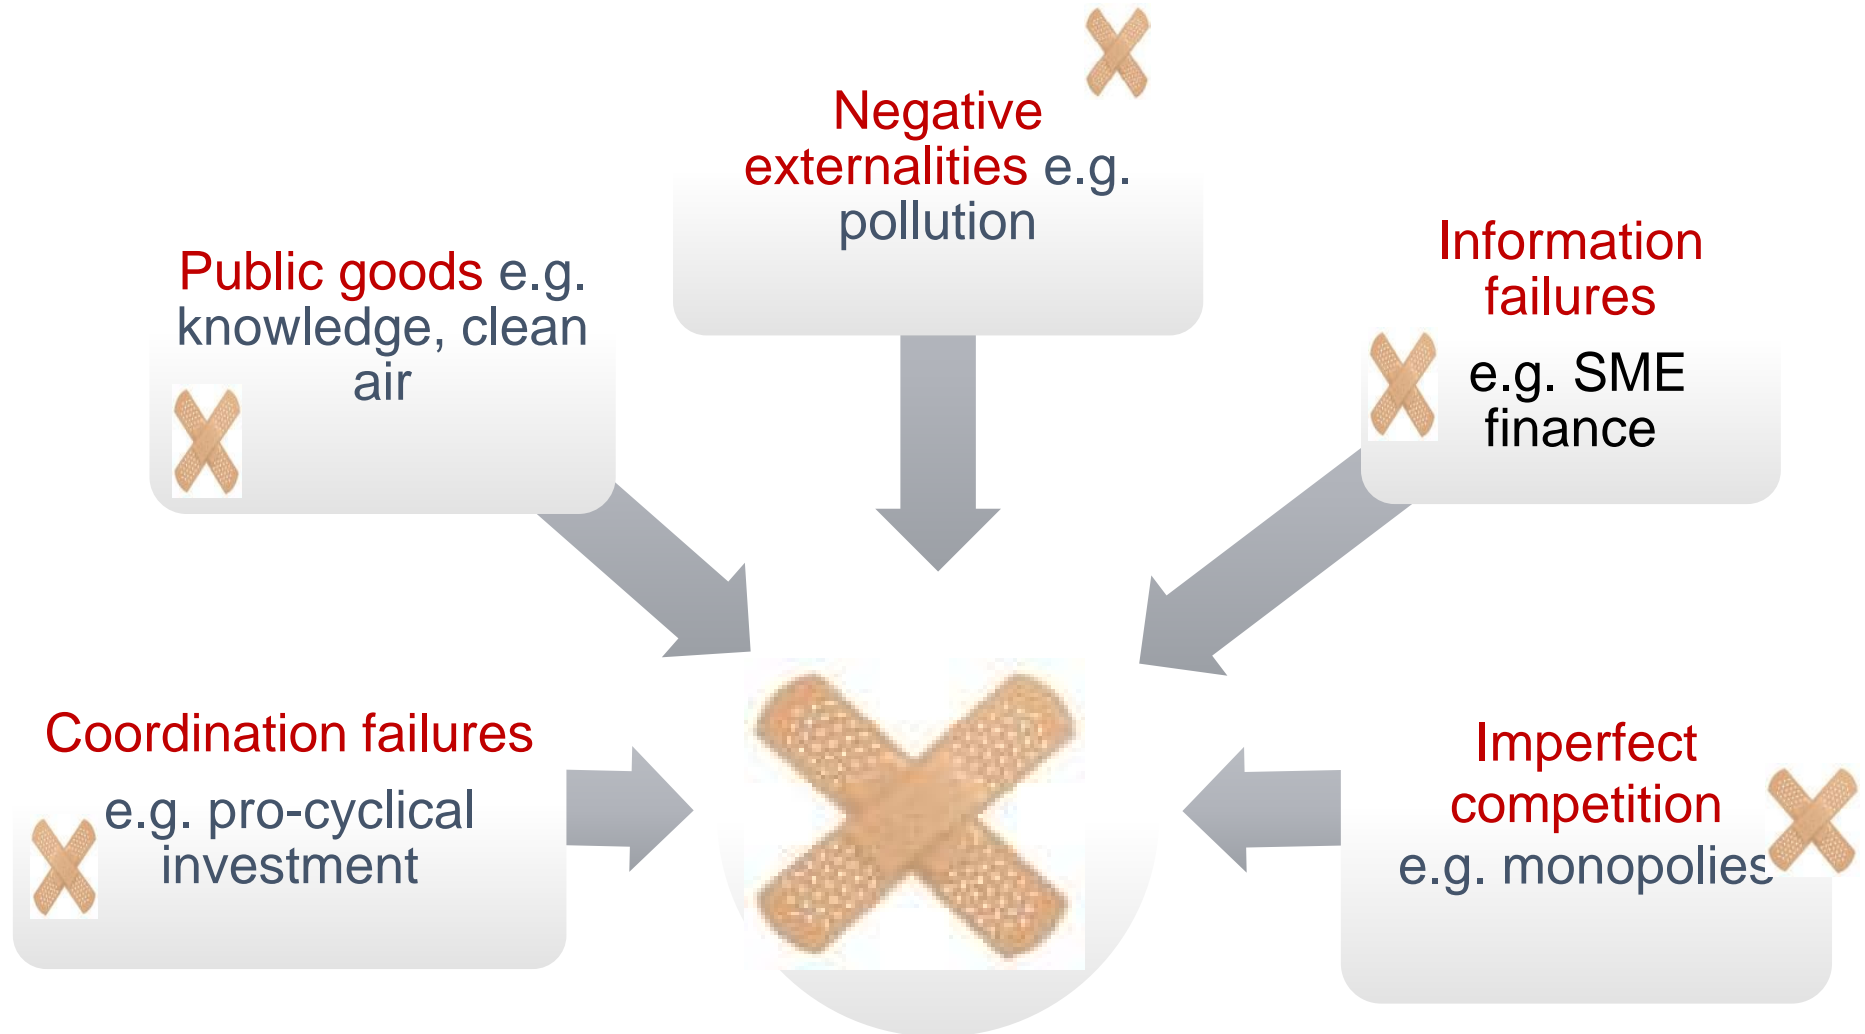 Negative
externalities e.g.
pollution
Public goods e.g.
knowledge, clean
air
Information
failures
e.g. SME
finance
Coordination failures
e.g. pro-cyclical
investment
Imperfect
competition
e.g. monopolies